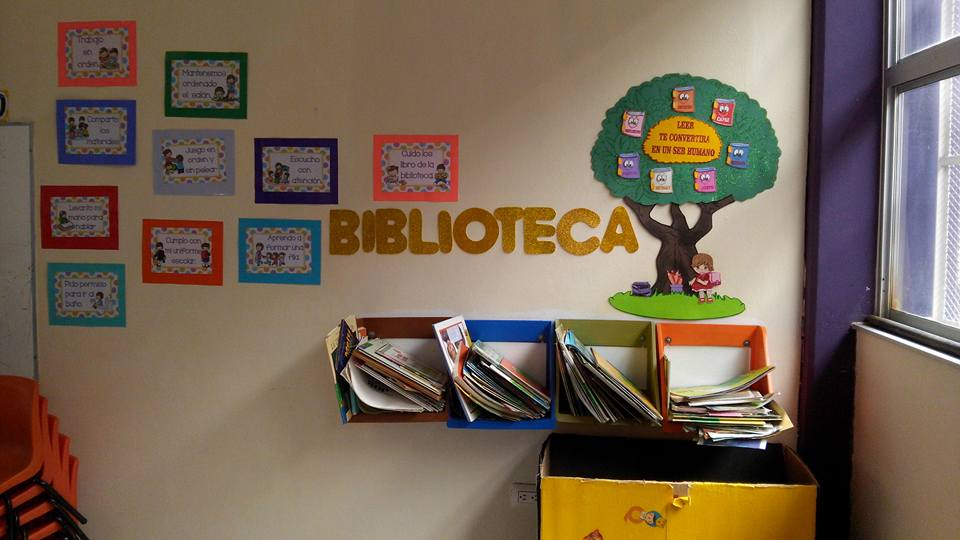 Trabajo
en
orden.
Mantenemos
ordenado
el salón.
Comparto
los
materiales.
Juego en
orden y
sin pelear.
Escucho
con
atención.
Cuido los
libro de la
biblioteca.
Levanto mi
mano para
hablar
Cumplo con
mi uniforme
escolar.
Aprendo a
formar una
fila.
Pido permiso
para ir al
baño.
BIBLIOTECA
LEER
TE CONVERTIRA
EN UN SER HUMANO